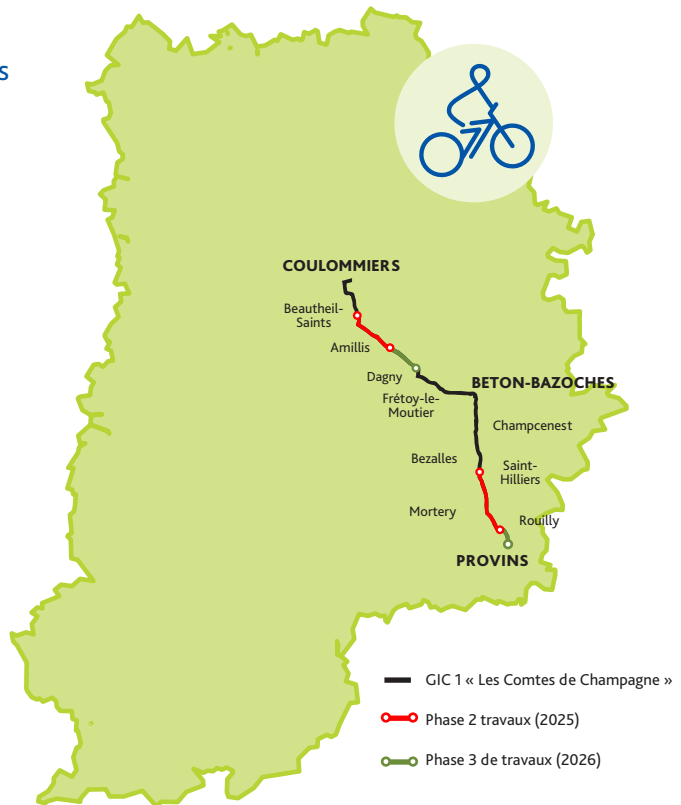 s
COULOMMIERS
Beautheil-
Saints
Amillis
Dagny
BETON-BAZOCHES
Frétoy-le-
Moutier
Champcenest
Bezalles
Saint-
Hilliers
Mortery
Rouilly
PROVINS
GIC 1 « Les Comtes de Champagne »
Phase 2 travaux (2025)
Phase 3 de travaux (2026)